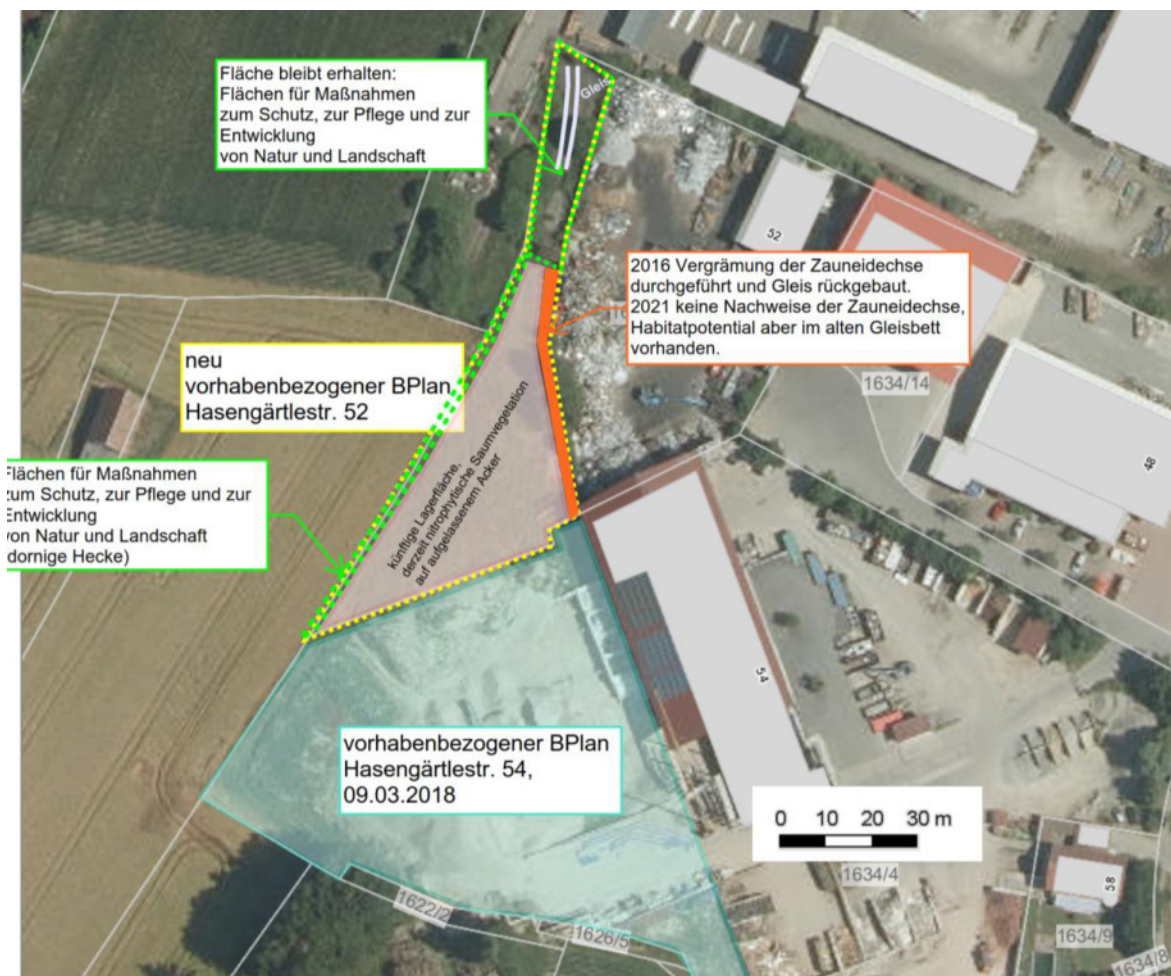 Fläche bleibt erhalten:
Flächen für Maßnahmen
zum Schutz, zur Pflege und zur
Entwicklung
von Natur und Landschaft
Gleis
52
2016 Vergrämung der Zauneidechse
durchgeführt und Gleis rückgebaut.
2021 keine Nachweise der Zauneidechse,
Habitatpotential aber im alten Gleisbett
vorhanden.
neu
vorhabenbezogener BPlan
Hasengärtlestr. 52
1634/14
48
Flächen für Maßnahmen
zum Schutz, zur Pflege und zur
Entwicklung
von Natur und Landschaft
dornige Hecke)
künftige Lagerfläche,
derzeit nitrophytische Saumvegetation
auf aufgelassenem Acker
54
vorhabenbezogener BPlan
Hasengärtlestr. 54,
09.03.2018
0 10 20 30 m
1634/4
58
1622/2
1626/5
1634/9
1634/8